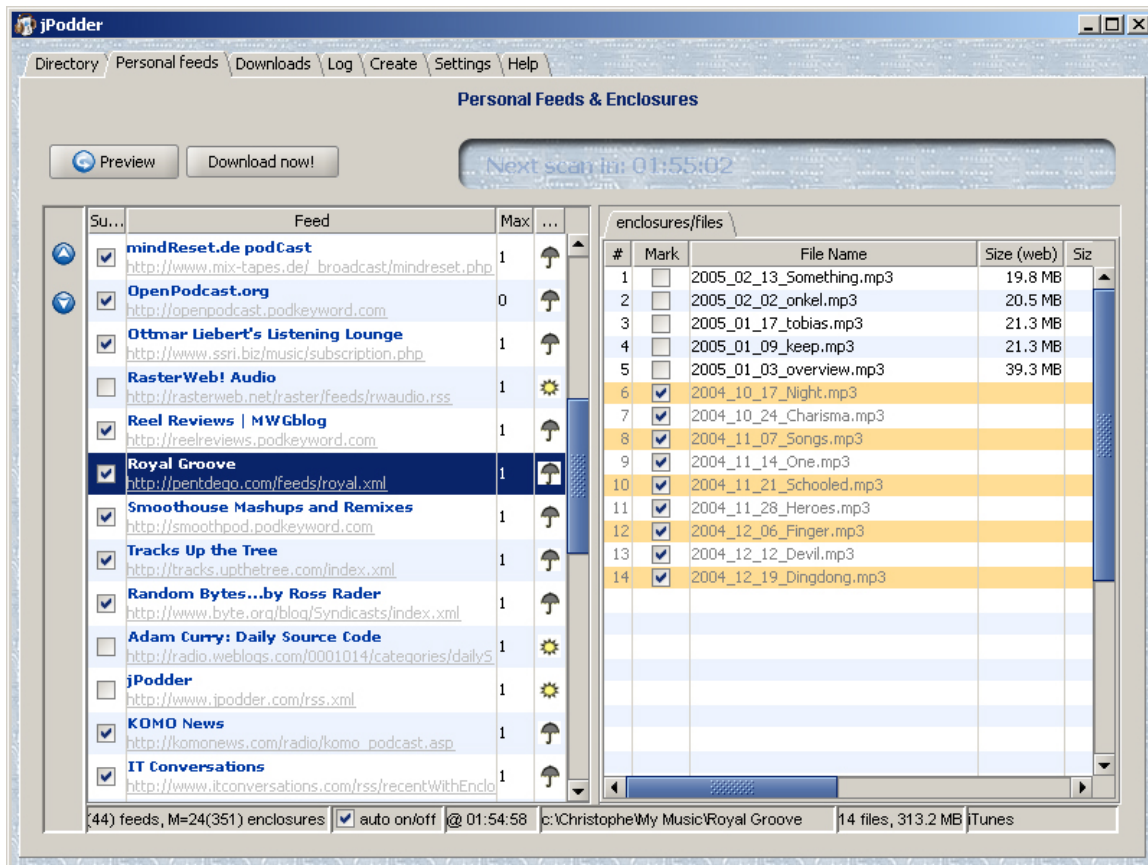 jPodder
Directory Personal feeds Downloads Log Create Settings Help
Personal Feeds & Enclosures
Preview Download now! Next scan in: 01:55:02
Su... Feed Max ...
mindReset.de podCast
http://www.mix-tapes.de/_broadcast/mindreset.php 1
OpenPodcast.org
http://openpodcast.podkeyword.com 0
Ottmar Liebert's Listening Lounge
http://www.ssri.biz/music/subscription.php 1
RasterWeb! Audio
http://rasterweb.net/raster/feeds/rwaudio.rss 1
Reel Reviews | MWGblog
http://reelreviews.podkeyword.com 1
Royal Groove
http://pentdego.com/feeds/royal.xml 1
Smoothouse Mashups and Remixes
http://smoothpod.podkeyword.com 1
Tracks Up the Tree
http://tracks.upthetree.com/index.xml 1
Random Bytes...by Ross Rader
http://www.byte.org/blog/Syndicasts/index.xml 1
Adam Curry: Daily Source Code
http://radio.weblogs.com/0001014/categories/dailyS 1
jPodder
http://www.jpodder.com/rss.xml 1
KOMO News
http://komonews.com/radio/komo_podcast.asp 1
IT Conversations
http://www.itconversations.com/rss/recentWithEnclo 1
enclosures/files
# Mark File Name Size (web) Siz
1 2005_02_13_Something.mp3 19.8 MB
2 2005_02_02_onkel.mp3 20.5 MB
3 2005_01_17_tobias.mp3 21.3 MB
4 2005_01_09_keep.mp3 21.3 MB
5 2005_01_03_overview.mp3 39.3 MB
6 2004_10_17_Night.mp3
7 2004_10_24_Charisma.mp3
8 2004_11_07_Songs.mp3
9 2004_11_14_One.mp3
10 2004_11_21_Schooled.mp3
11 2004_11_28_Heroes.mp3
12 2004_12_06_Finger.mp3
13 2004_12_12_Devil.mp3
14 2004_12_19_Dingdong.mp3
(44) feeds, M=24(351) enclosures auto on/off @ 01:54:58 c:\Christophe\My Music\Royal Groove 14 files, 313.2 MB iTunes